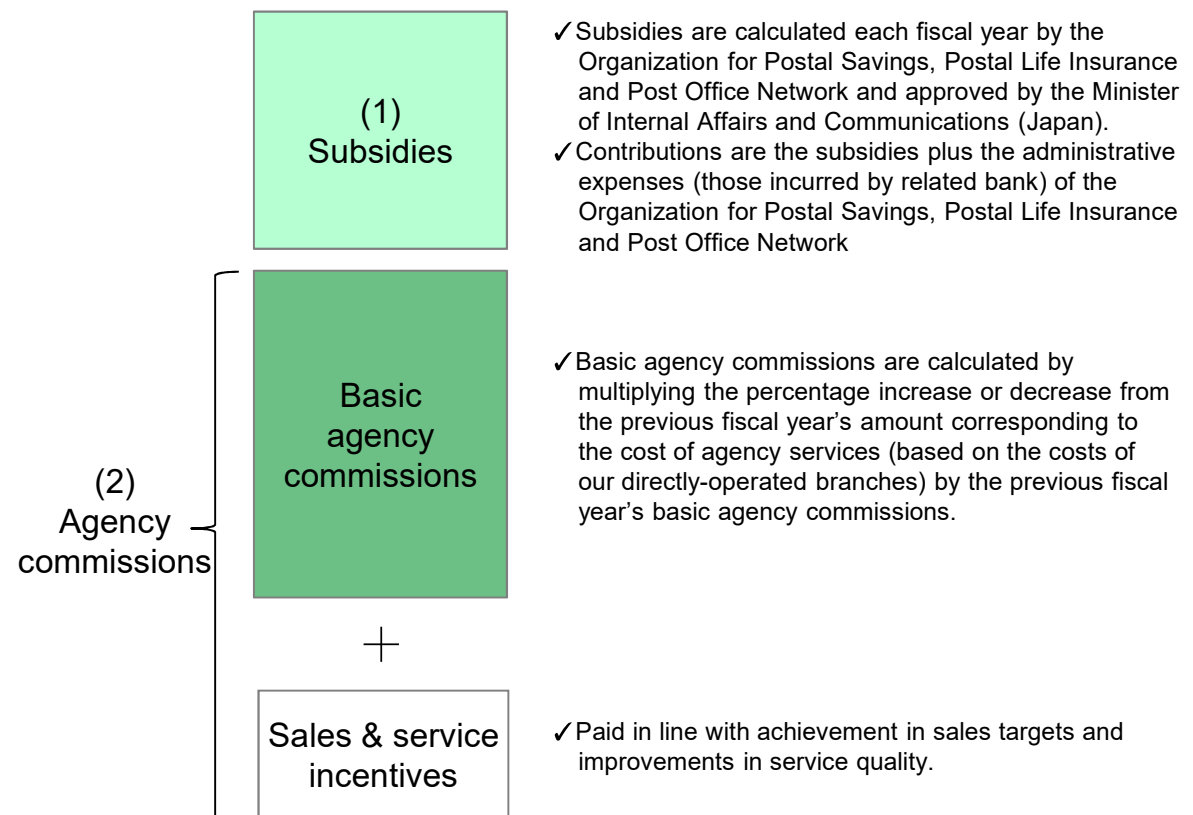 (1)
Subsidies
✓Subsidies are calculated each fiscal year by the
Organization for Postal Savings, Postal Life Insurance
and Post Office Network and approved by the Minister
of Internal Affairs and Communications (Japan).
✓Contributions are the subsidies plus the administrative
expenses (those incurred by related bank) of the
Organization for Postal Savings, Postal Life Insurance
and Post Office Network
(2)
Agency
commissions
Basic
agency
commissions
✓Basic agency commissions are calculated by
multiplying the percentage increase or decrease from
the previous fiscal year’s amount corresponding to
the cost of agency services (based on the costs of
our directly-operated branches) by the previous fiscal
year’s basic agency commissions.
+
Sales & service
incentives
✓Paid in line with achievement in sales targets and
improvements in service quality.